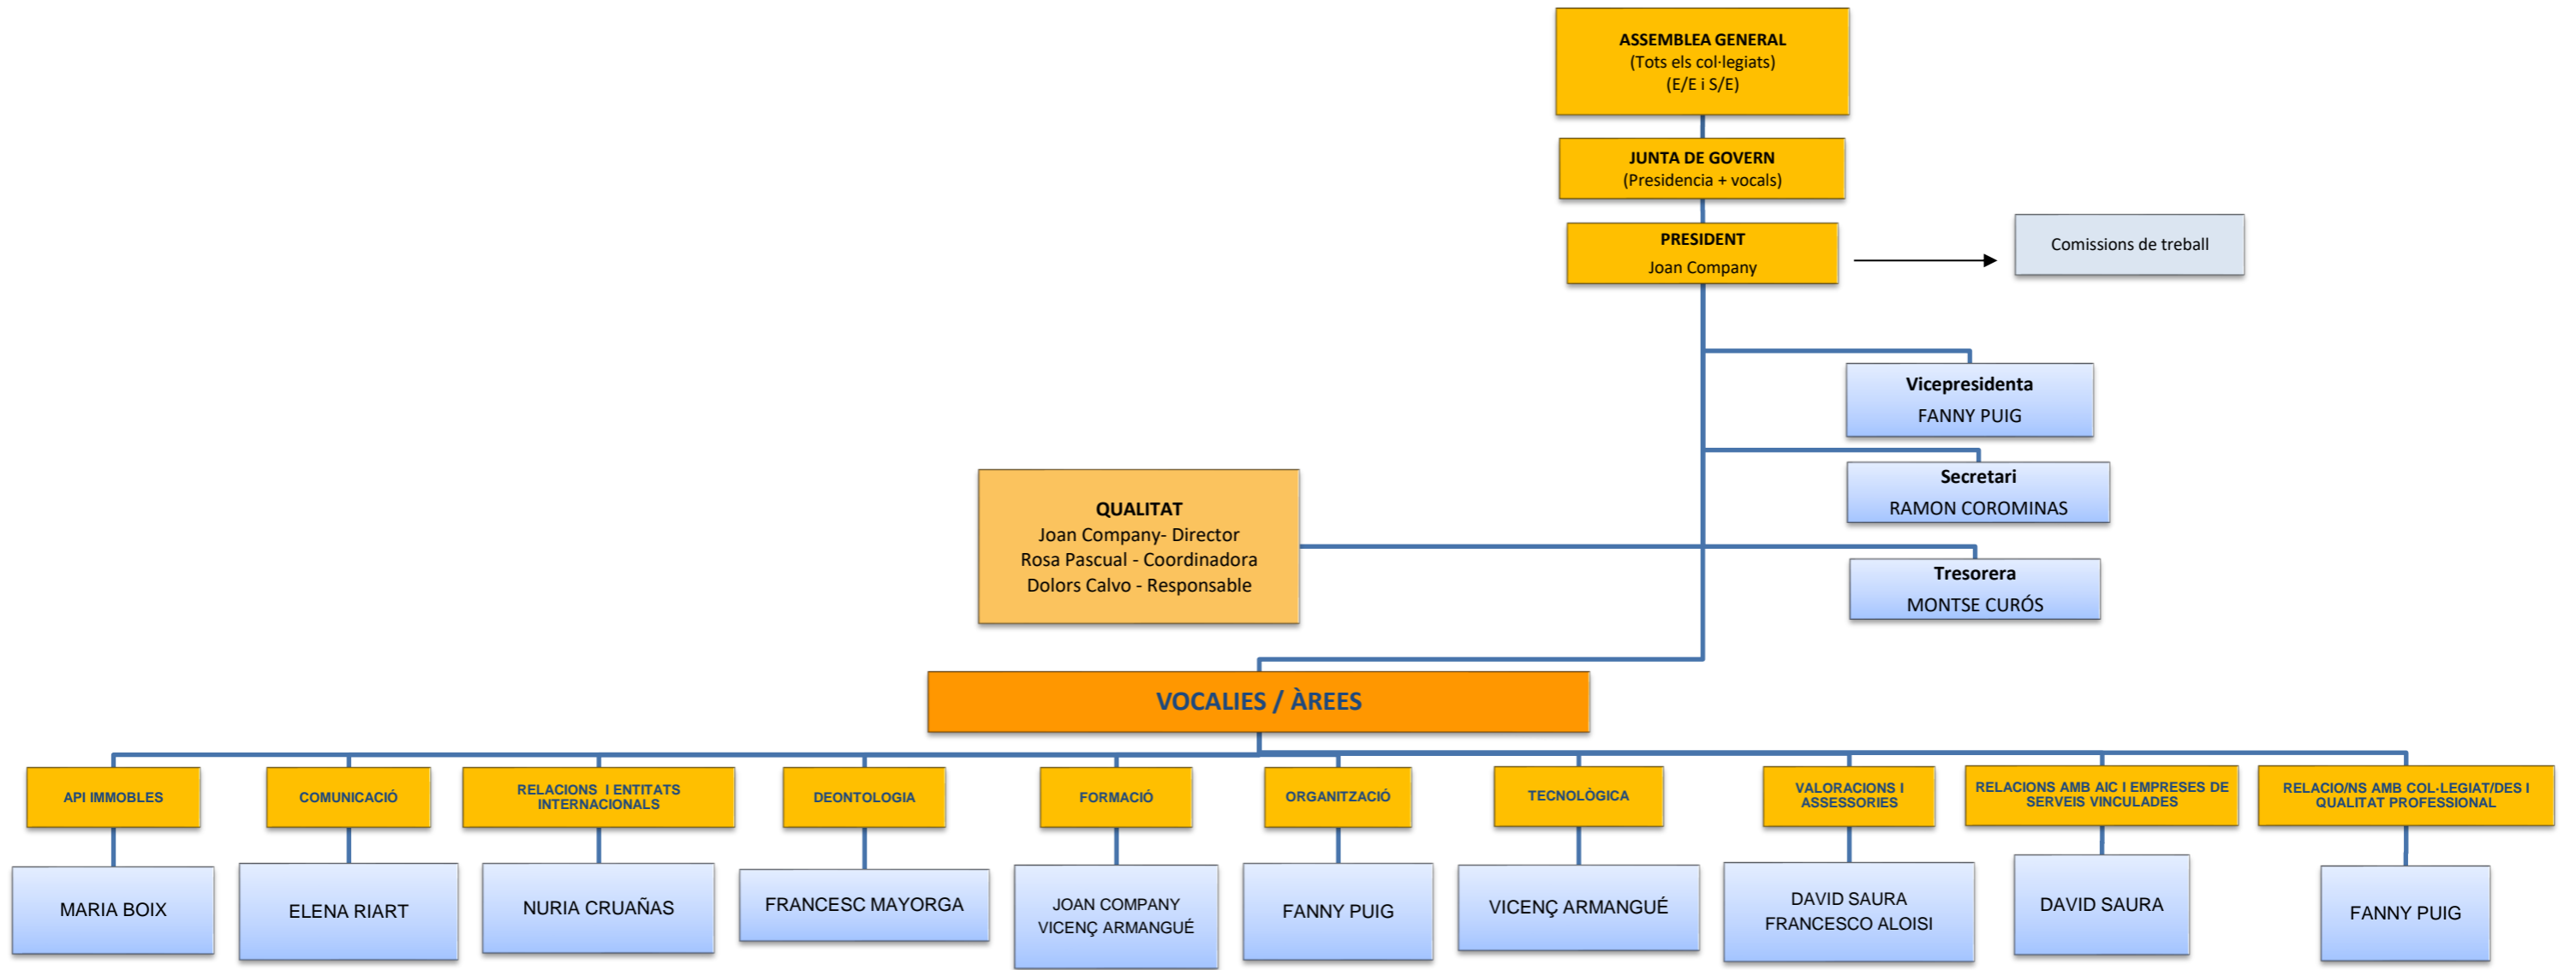 ASSEMBLEA GENERAL
(Tots els col·legiats)
(E/E i S/E)
JUNTA DE GOVERN
(Presidencia + vocals)
PRESIDENT
Joan Company
Comissions de treball
Vicepresidenta
FANNY PUIG
Secretari
RAMON COROMINAS
QUALITAT
Joan Company- Director
Rosa Pascual - Coordinadora
Dolors Calvo - Responsable
Tresorera
MONTSE CURÓS
VOCALIES / ÀREES
API IMMOBLES
COMUNICACIÓ
RELACIONS I ENTITATS
INTERNACIONALS
DEONTOLOGIA
FORMACIÓ
ORGANITZACIÓ
TECNOLÒGICA
VALORACIONS I
ASSESSORIES
RELACIONS AMB AIC I EMPRESES DE
SERVEIS VINCULADES
RELACIO/NS AMB COL·LEGIAT/DES I
QUALITAT PROFESSIONAL
MARIA BOIX
ELENA RIART
NURIA CRUAÑAS
FRANCESC MAYORGA
JOAN COMPANY
VICENÇ ARMANGUÉ
FANNY PUIG
VICENÇ ARMANGUÉ
DAVID SAURA
FRANCESCO ALOISI
DAVID SAURA
FANNY PUIG